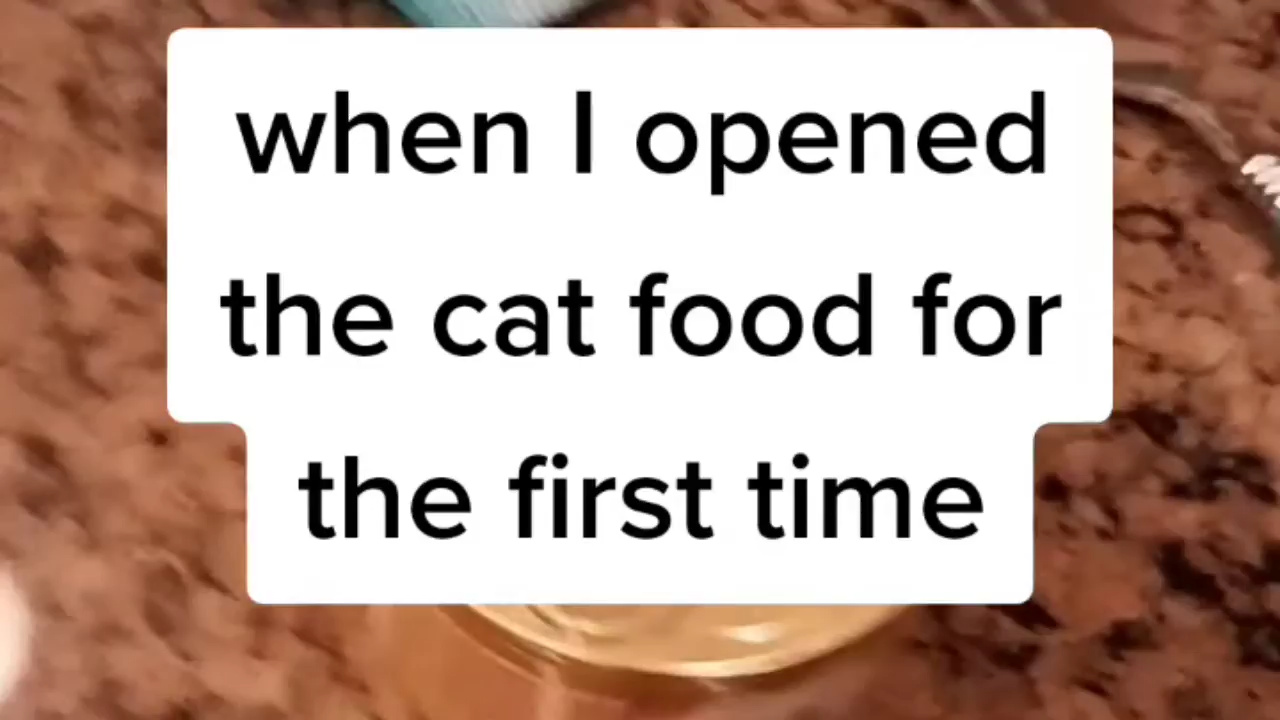 when I opened
the cat food for
the first time